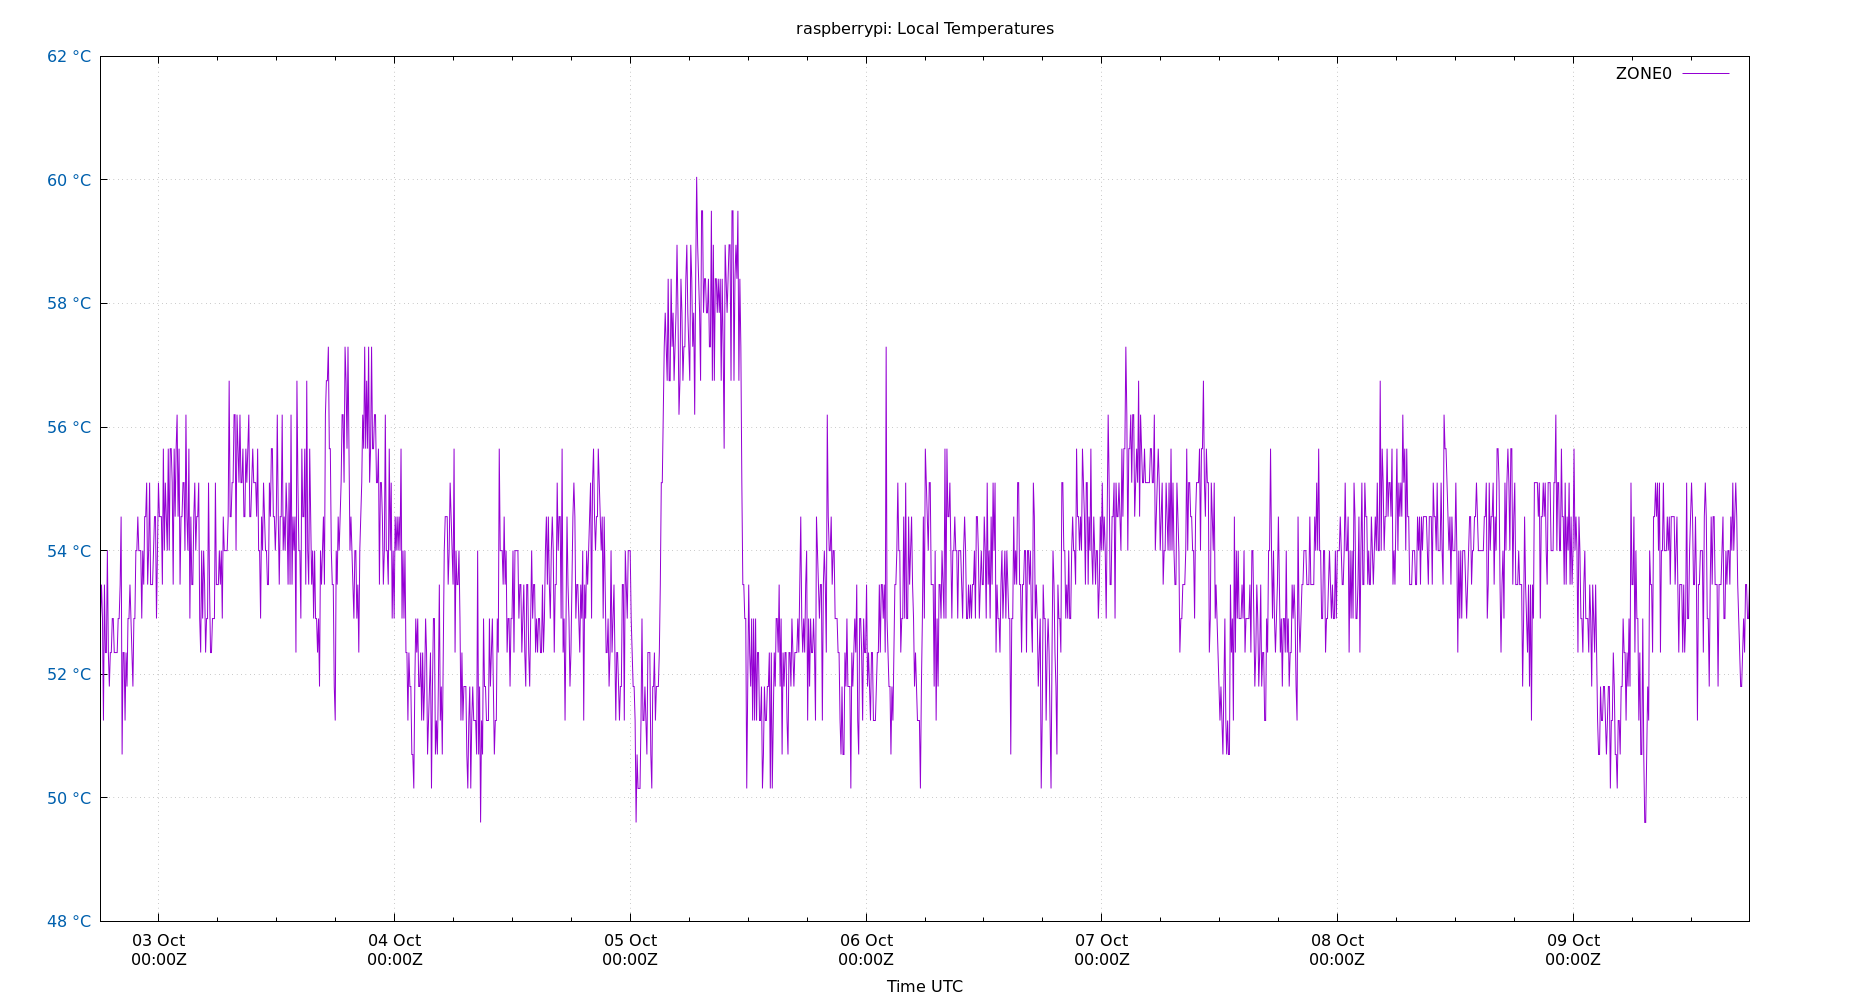 raspberrypi: Local Temperatures
ZONE0
62 °C
60 °C
58 °C
56 °C
54 °C
52 °C
50 °C
48 °C
03 Oct 04 Oct 05 Oct 06 Oct 07 Oct 08 Oct 09 Oct
00:00Z 00:00Z 00:00Z 00:00Z 00:00Z 00:00Z 00:00Z
Time UTC